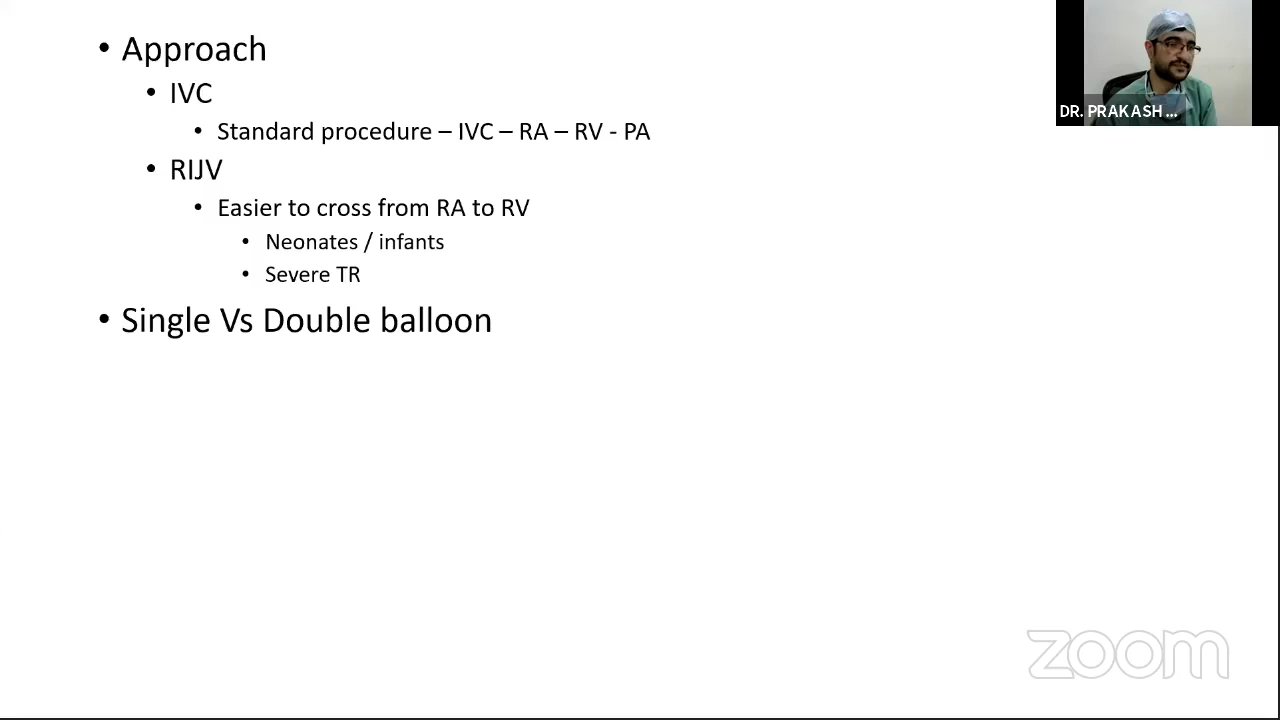 • Approach
• IVC
• Standard procedure – IVC – RA – RV - PA
• RIJV
• Easier to cross from RA to RV
• Neonates / infants
• Severe TR
• Single Vs Double balloon
DR. PRAKASH ...
zoom